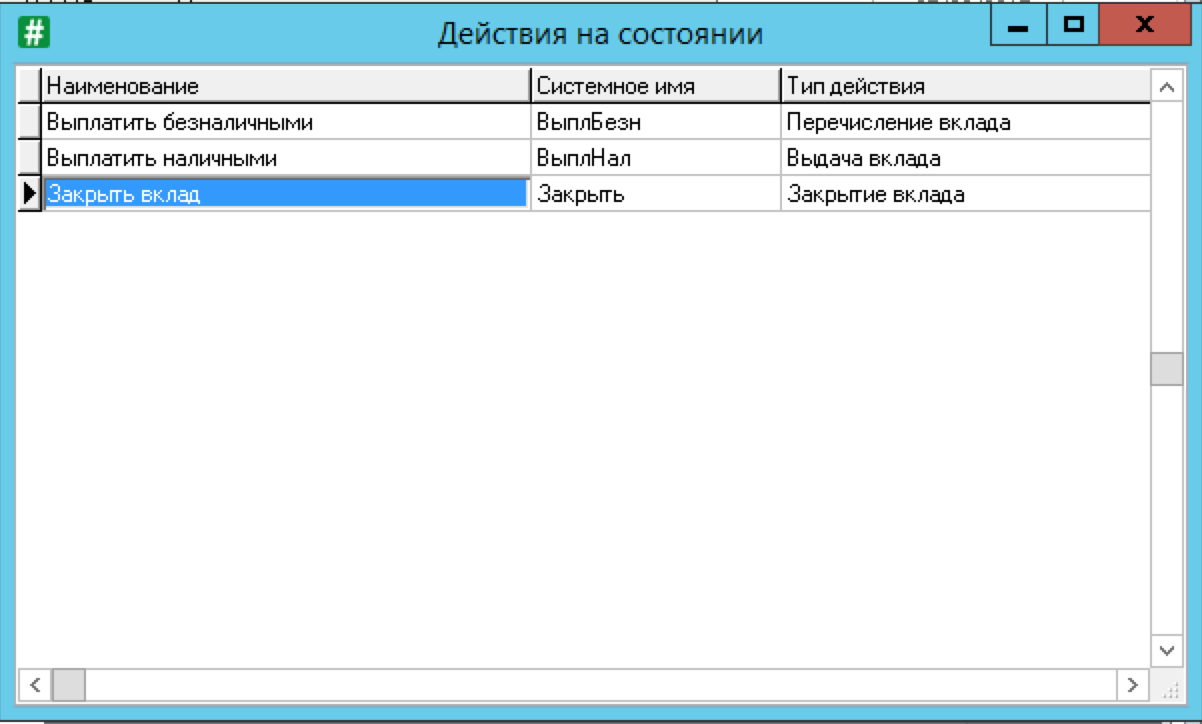 Действия на состоянии
Наименование Системное имя Тип действия
Выплатить безналичными ВыплБезн Перечисление вклада
Выплатить наличными ВыплНал Выдача вклада
Закрыть вклад Закрыть Закрытие вклада